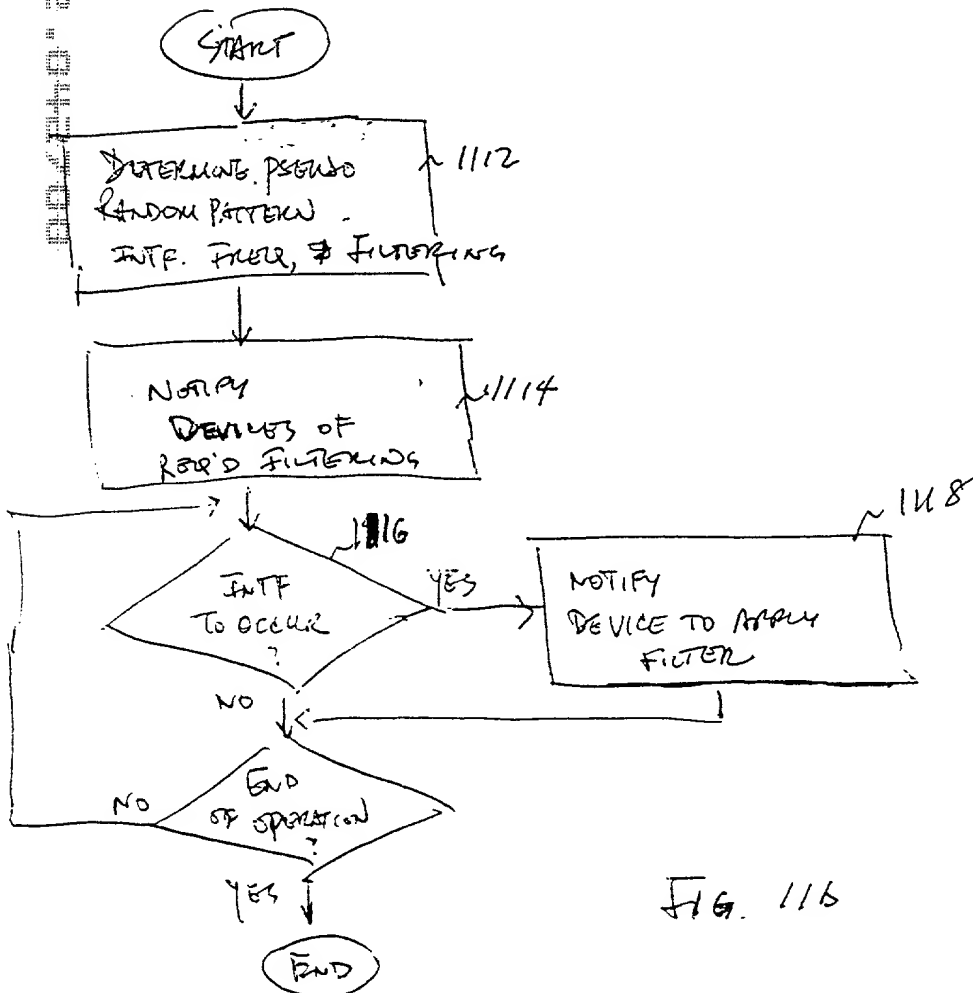 START
DETERMINE PSEUDO
RANDOM PATTERN
INTF. FREQ, & FILTERING
1112
NOTIFY
DEVICES OF
REQ'D FILTERING
1114
INTF
TO OCCUR
?
1116
YES
NO
NOTIFY
DEVICE TO APPLY
FILTER
1118
END
OF OPERATION
?
NO
YES
END
FIG. 11b